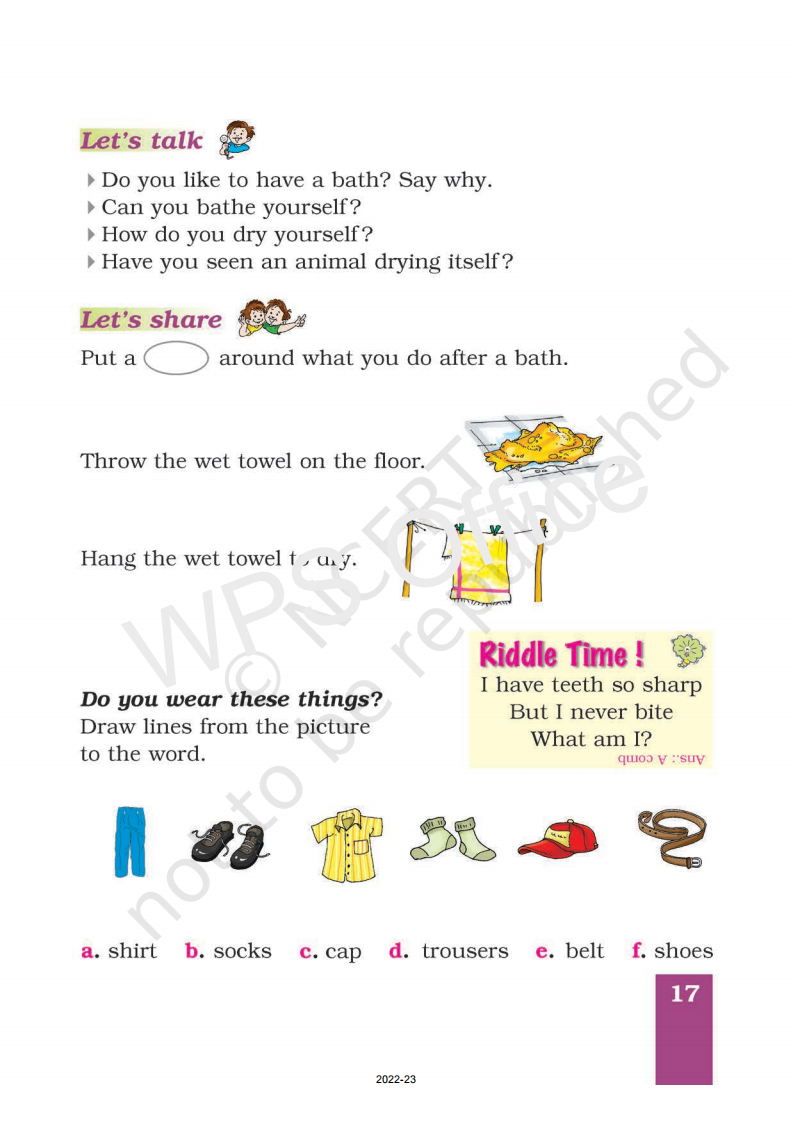 Let's talk
Do you like to have a bath? Say why.
Can you bathe yourself?
How do you dry yourself?
Have you seen an animal drying itself?
Let's share
Put a around what you do after a bath.
Throw the wet towel on the floor.
Hang the wet towel to dry.
Do you wear these things?
Draw lines from the picture
to the word.
Riddle Time !
I have teeth so sharp
But I never bite
What am I?
Ans.: A comb
a. shirt b. socks c. cap d. trousers e. belt f. shoes
17
2022-23
© NCERT
not to be republished
WPS Office